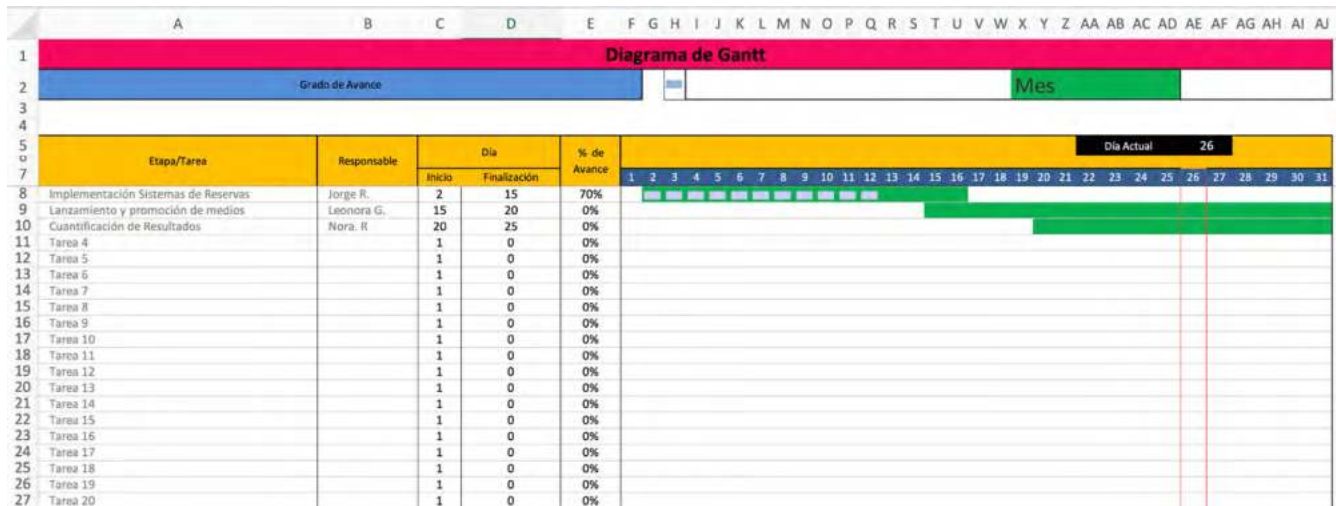 A B C D E F G H I J K L M N O P Q R S T U V W X Y Z AA AB AC AD AE AF AG AH AI AJ
1 Diagrama de Gantt
2 Grado de Avance Mes
3
4
5 Día Actual 26
6 Etapa/Tarea Responsable Día % de Avance
7 Inicio Finalización 1 2 3 4 5 6 7 8 9 10 11 12 13 14 15 16 17 18 19 20 21 22 23 24 25 26 27 28 29 30 31
8 Implementación Sistemas de Reservas Jorge R. 2 15 70%
9 Lanzamiento y promoción de medios Leonora G. 15 20 0%
10 Cuantificación de Resultados Nora. R 20 25 0%
11 Tarea 4 1 0 0%
12 Tarea 5 1 0 0%
13 Tarea 6 1 0 0%
14 Tarea 7 1 0 0%
15 Tarea 8 1 0 0%
16 Tarea 9 1 0 0%
17 Tarea 10 1 0 0%
18 Tarea 11 1 0 0%
19 Tarea 12 1 0 0%
20 Tarea 13 1 0 0%
21 Tarea 14 1 0 0%
22 Tarea 15 1 0 0%
23 Tarea 16 1 0 0%
24 Tarea 17 1 0 0%
25 Tarea 18 1 0 0%
26 Tarea 19 1 0 0%
27 Tarea 20 1 0 0%